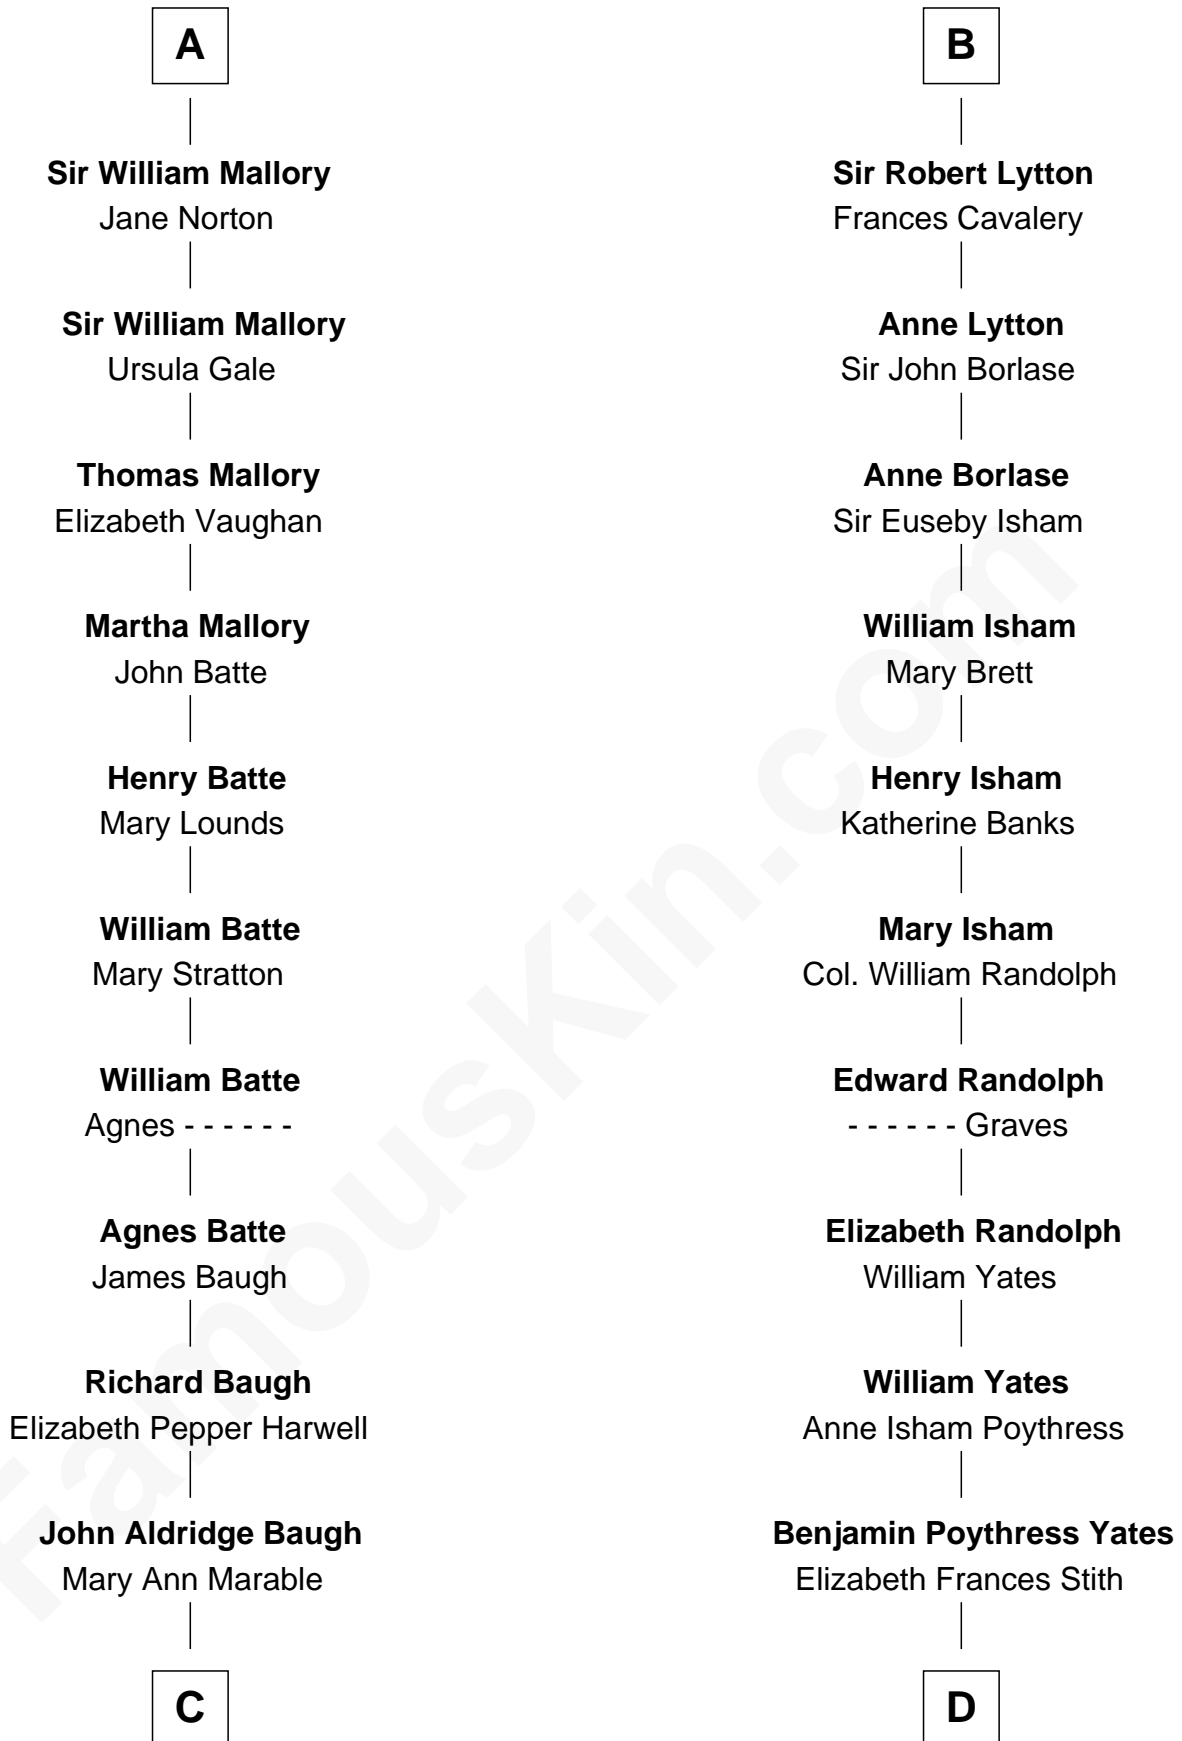 A
Sir William Mallory
Jane Norton
Sir William Mallory
Ursula Gale
Thomas Mallory
Elizabeth Vaughan
Martha Mallory
John Batte
Henry Batte
Mary Lounds
William Batte
Mary Stratton
William Batte
Agnes - - - - - -
Agnes Batte
James Baugh
Richard Baugh
Elizabeth Pepper Harwell
John Aldridge Baugh
Mary Ann Marable
C
B
Sir Robert Lytton
Frances Cavalery
Anne Lytton
Sir John Borlase
Anne Borlase
Sir Euseby Isham
William Isham
Mary Brett
Henry Isham
Katherine Banks
Mary Isham
Col. William Randolph
Edward Randolph
- - - - - - Graves
Elizabeth Randolph
William Yates
William Yates
Anne Isham Poythress
Benjamin Poythress Yates
Elizabeth Frances Stith
D
FamousKin.com